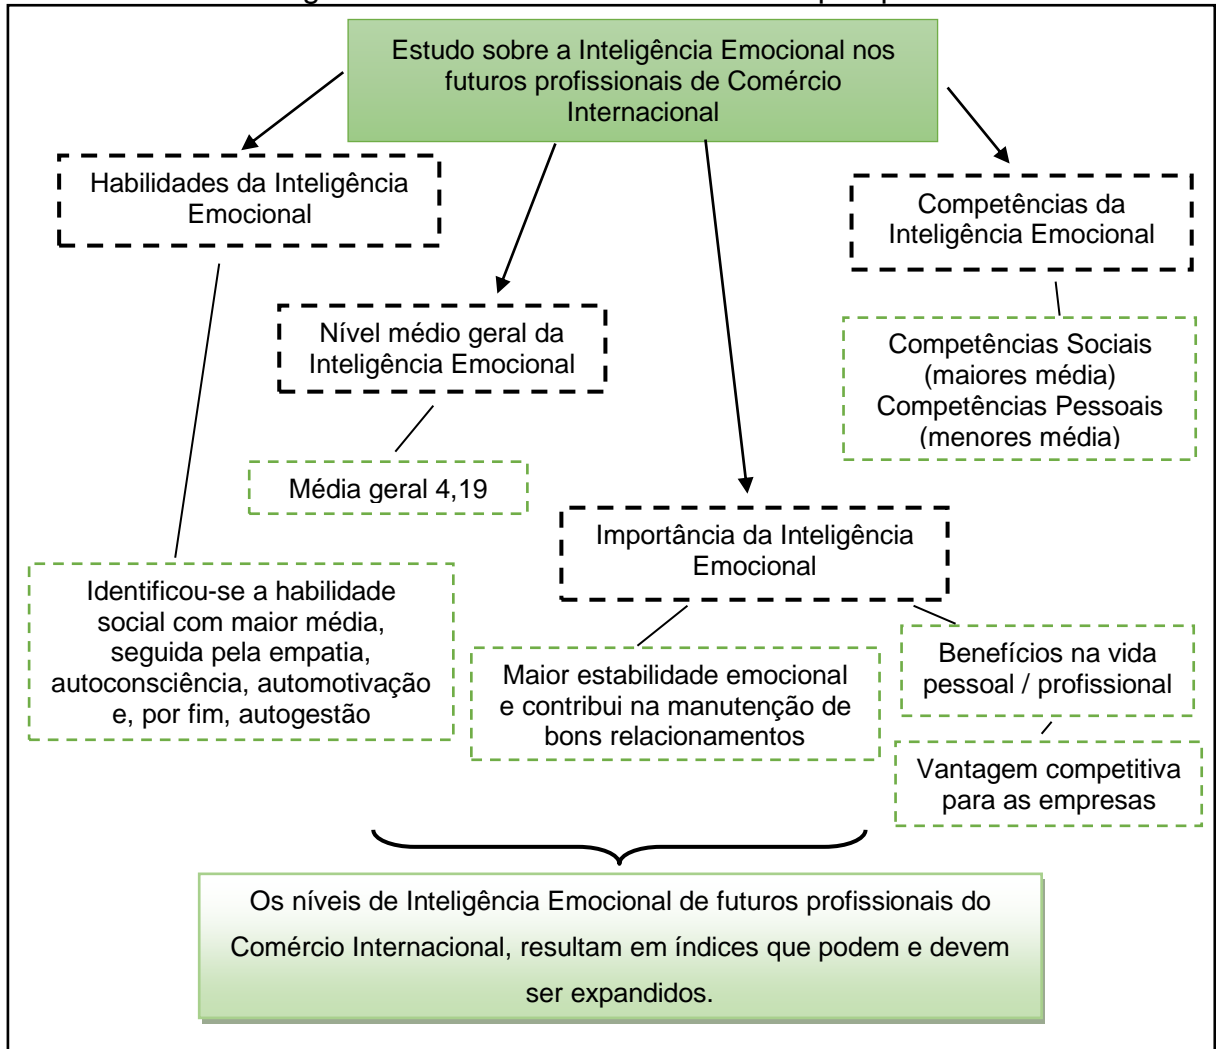 Estudo sobre a Inteligência Emocional nos
futuros profissionais de Comércio
Internacional
Habilidades da Inteligência
Emocional
Competências da
Inteligência Emocional
Nível médio geral da
Inteligência Emocional
Competências Sociais
(maiores média)
Competências Pessoais
(menores média)
Média geral 4,19
Importância da Inteligência
Emocional
Identificou-se a habilidade
social com maior média,
seguida pela empatia,
autoconsciência, automotivação
e, por fim, autogestão
Maior estabilidade emocional
e contribui na manutenção de
bons relacionamentos
Benefícios na vida
pessoal / profissional
Vantagem competitiva
para as empresas
Os níveis de Inteligência Emocional de futuros profissionais do
Comércio Internacional, resultam em índices que podem e devem
ser expandidos.